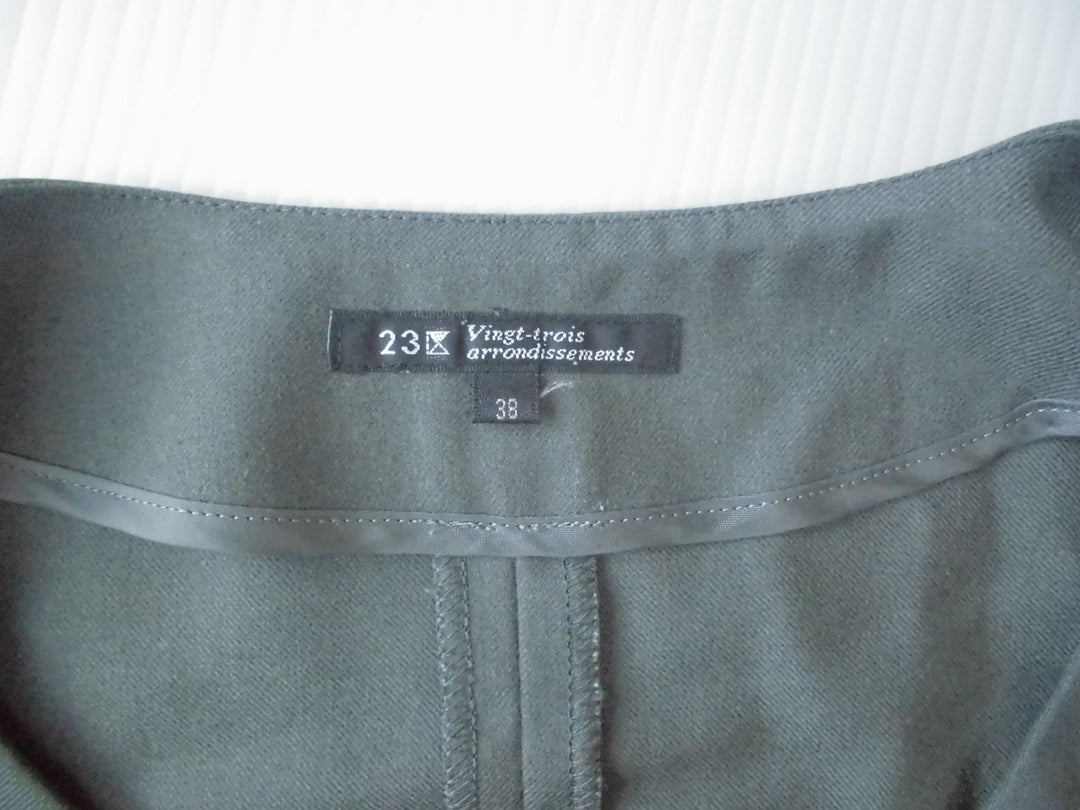 23区 Vingt-trois
arrondissements
38